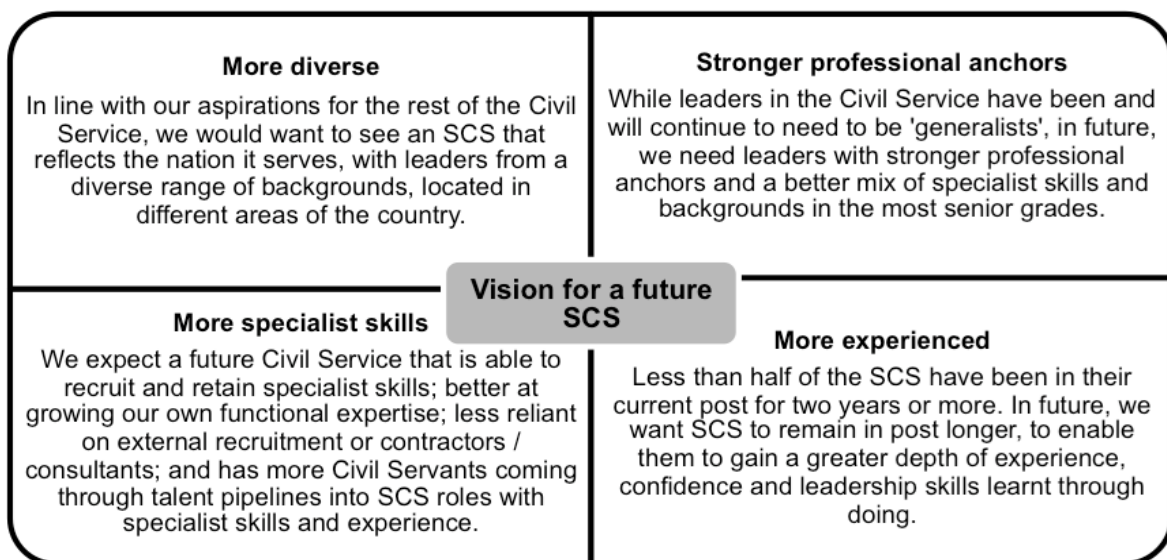 More diverse
In line with our aspirations for the rest of the Civil
Service, we would want to see an SCS that
reflects the nation it serves, with leaders from a
diverse range of backgrounds, located in
different areas of the country.
Stronger professional anchors
While leaders in the Civil Service have been and
will continue to need to be 'generalists', in future,
we need leaders with stronger professional
anchors and a better mix of specialist skills and
backgrounds in the most senior grades.
Vision for a future
SCS
More specialist skills
We expect a future Civil Service that is able to
recruit and retain specialist skills; better at
growing our own functional expertise; less reliant
on external recruitment or contractors /
consultants; and has more Civil Servants coming
through talent pipelines into SCS roles with
specialist skills and experience.
More experienced
Less than half of the SCS have been in their
current post for two years or more. In future, we
want SCS to remain in post longer, to enable
them to gain a greater depth of experience,
confidence and leadership skills learnt through
doing.